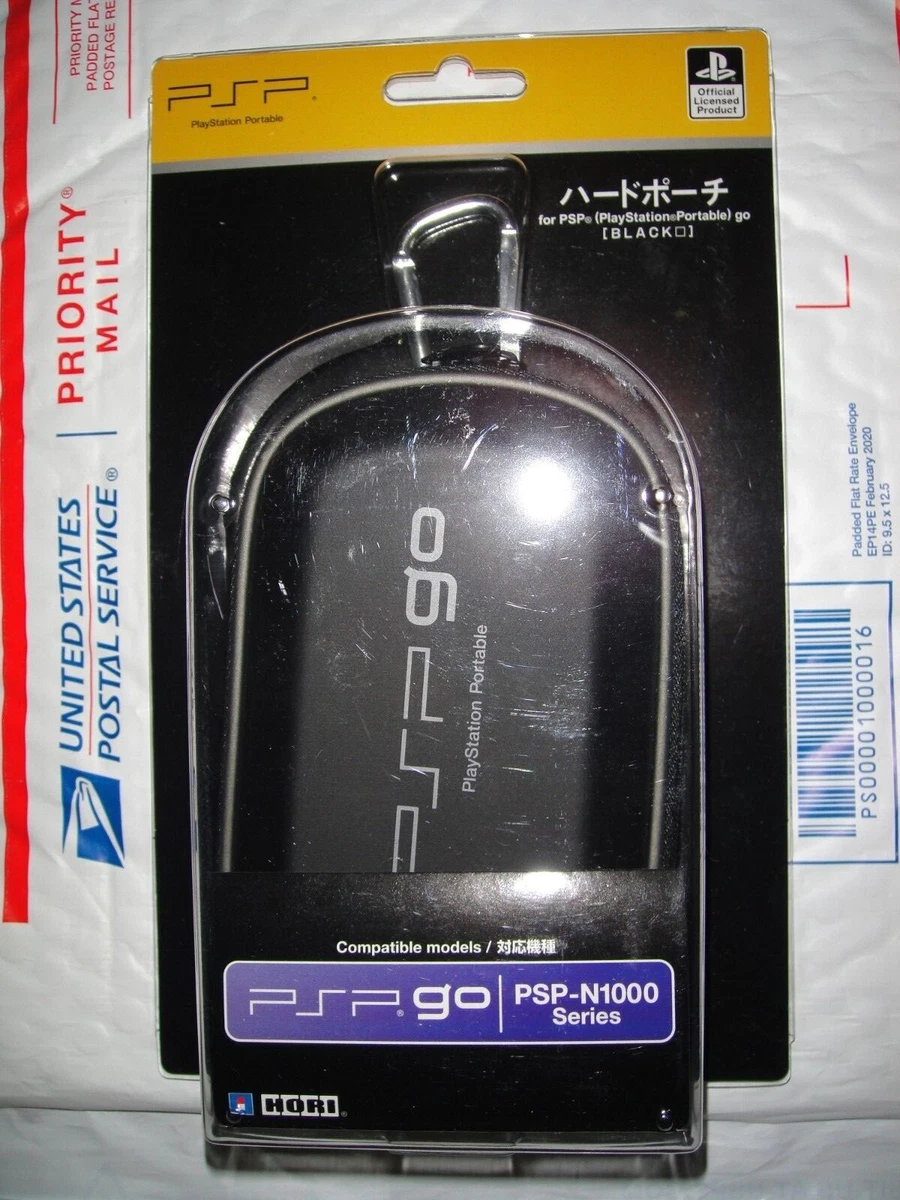 PSP®
PlayStation Portable
Official
Licensed
Product
ハードポーチ
for PSP® (PlayStation®Portable) go
[BLACK□]
PSP go
PlayStation Portable
Compatible models / 対応機種
PSP® go
PSP-N1000
Series
HORI®
PRIORITY
PADDED FLAT
POSTAGE RE
UNITED STATES
POSTAL SERVICE®
PRIORITY®
MAIL
Padded Flat Rate Envelope
EP14PE February 2020
ID: 9.5 x 12.5
PS00001000016